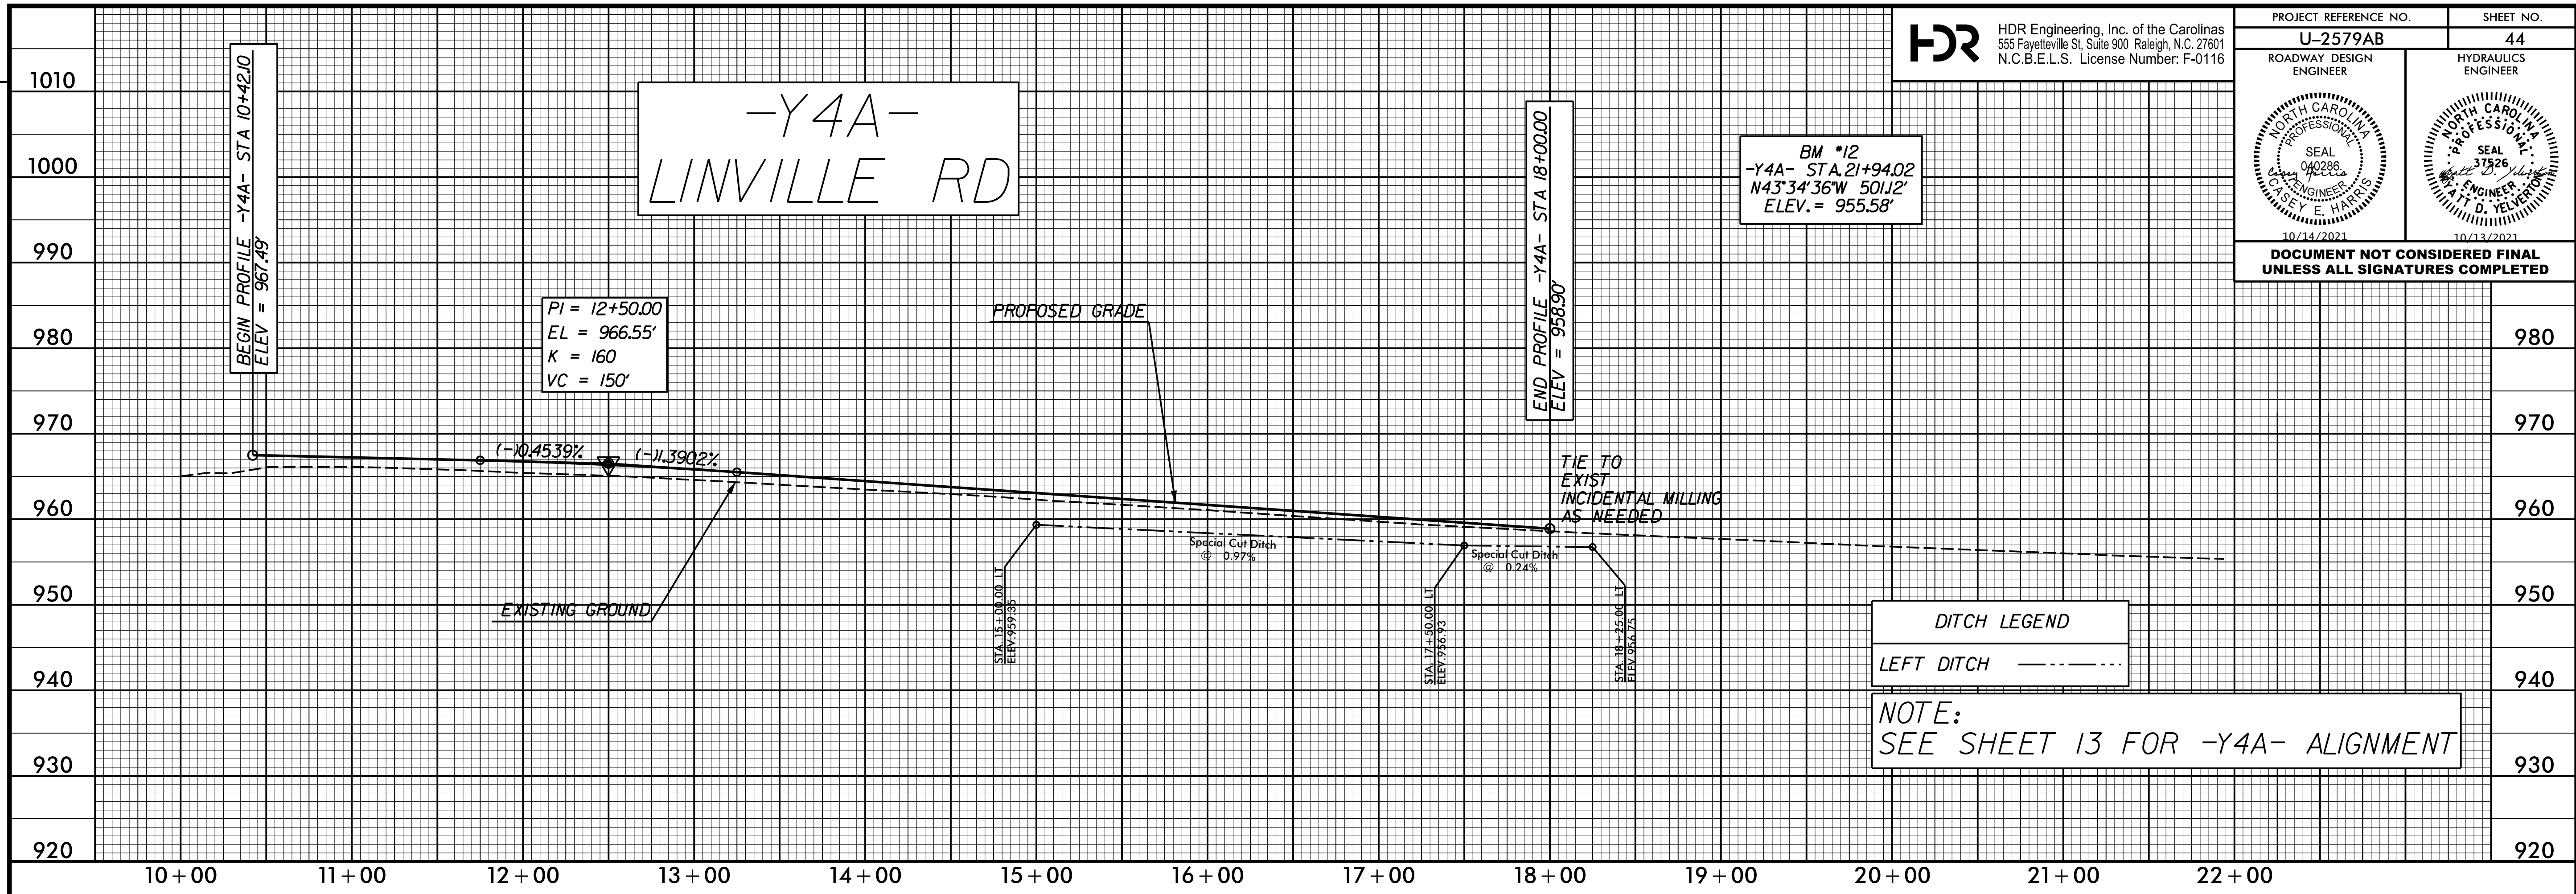 HDR
HDR Engineering, Inc. of the Carolinas
555 Fayetteville St, Suite 900 Raleigh, N.C. 27601
N.C.B.E.L.S. License Number: F-0116
PROJECT REFERENCE NO.
SHEET NO.
U-2579AB
44
ROADWAY DESIGN
ENGINEER
HYDRAULICS
ENGINEER
NORTH CAROLINA
PROFESSIONAL
SEAL
040286
Casey Harris
ENGINEER
CASEY E. HARRIS
10/14/2021
NORTH CAROLINA
PROFESSIONAL
SEAL
37526
ENGINEER
WYATT D. YELVERTON
10/13/2021
DOCUMENT NOT CONSIDERED FINAL
UNLESS ALL SIGNATURES COMPLETED
-Y4A-
LINVILLE RD
BEGIN PROFILE -Y4A- STA 10+42.10
ELEV = 967.49'
PI = 12+50.00
EL = 966.55'
K = 160
VC = 150'
PROPOSED GRADE
END PROFILE -Y4A- STA 18+00.00
ELEV = 958.90'
BM #12
-Y4A- STA.21+94.02
N43°34'36"W 501.12'
ELEV. = 955.58'
(-)0.4539%
(-)1.3902%
TIE TO
EXIST
INCIDENTAL MILLING
AS NEEDED
EXISTING GROUND
Special Cut Ditch
@ 0.97%
Special Cut Ditch
@ 0.24%
STA. 15+00.00 LT
ELEV.959.35
STA. 17+50.00 LT
ELEV.956.93
STA. 18+25.00 LT
ELEV.956.75
DITCH LEGEND
LEFT DITCH
NOTE:
SEE SHEET 13 FOR -Y4A- ALIGNMENT
1010
1000
990
980
970
960
950
940
930
920
980
970
960
950
940
930
920
10+00 11+00 12+00 13+00 14+00 15+00 16+00 17+00 18+00 19+00 20+00 21+00 22+00